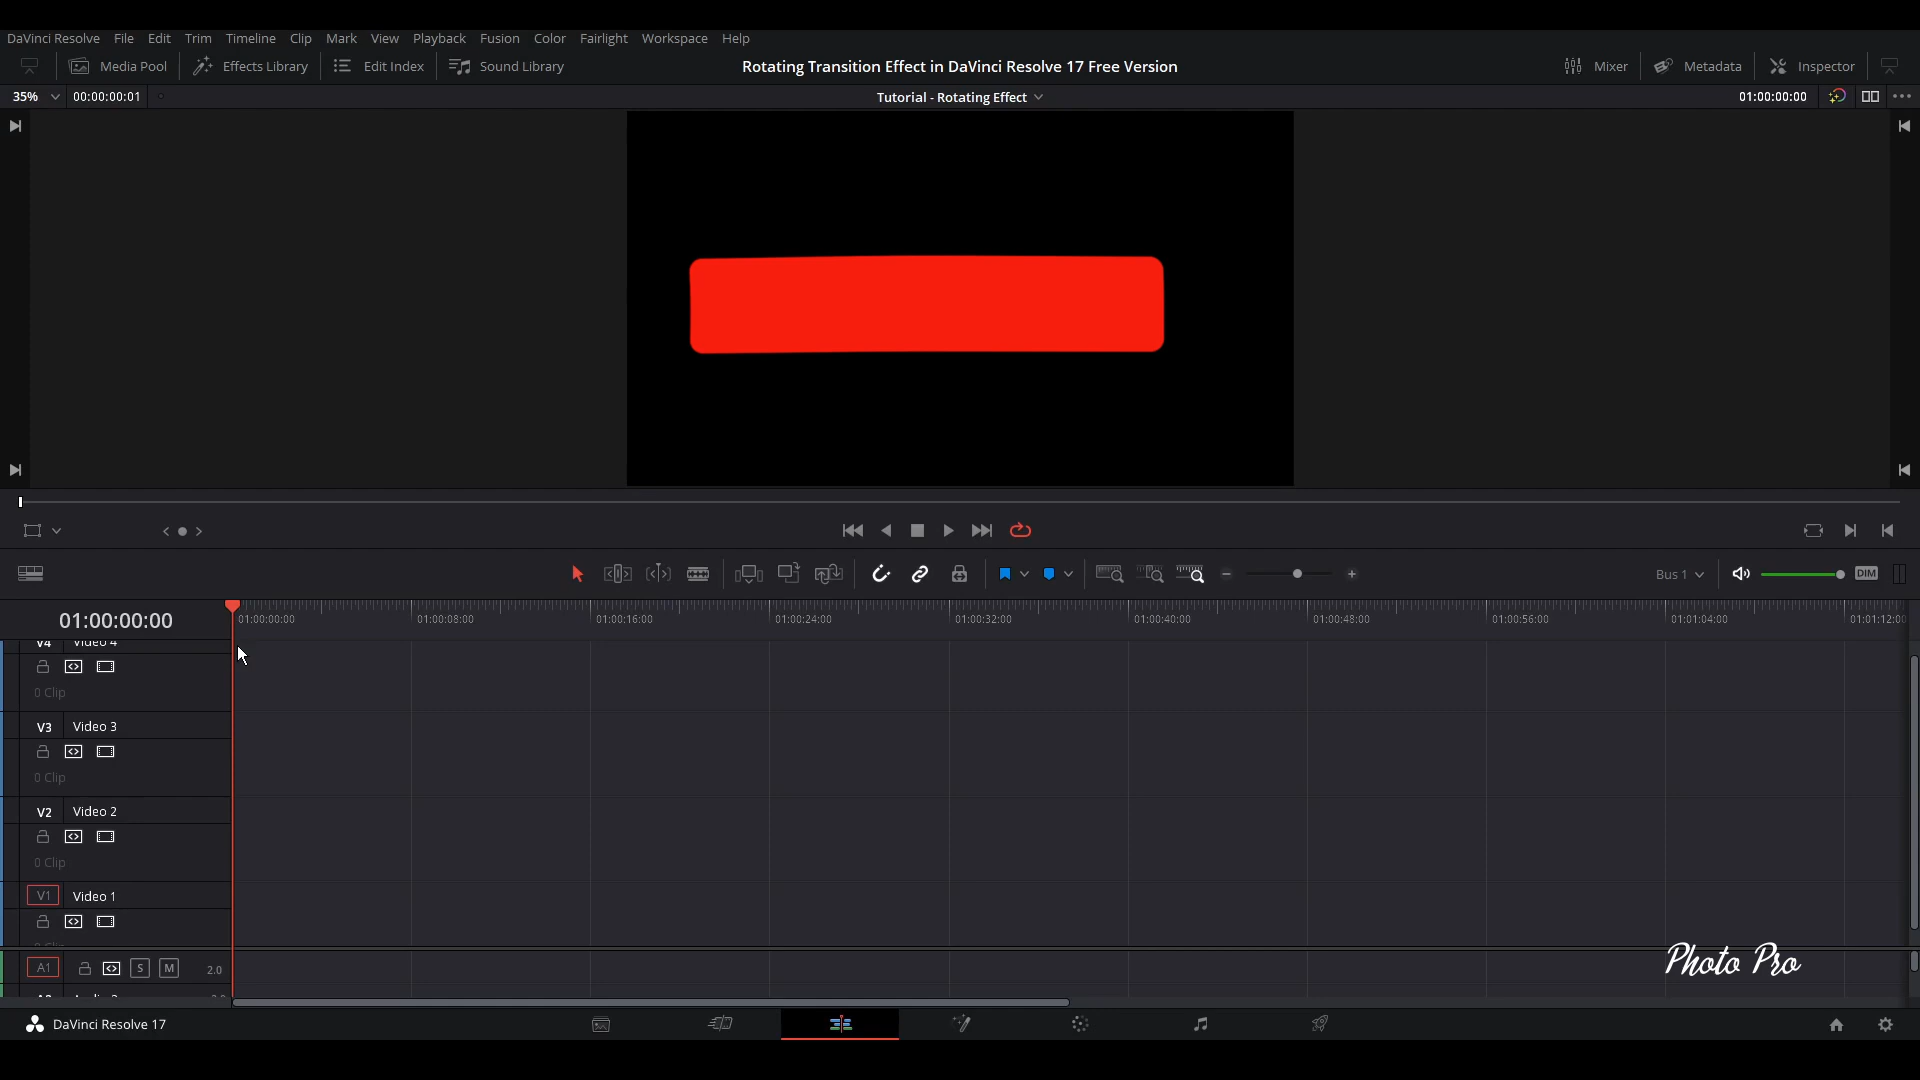 DaVinci Resolve File Edit Trim Timeline Clip Mark View Playback Fusion Color Fairlight Workspace Help
Media Pool Effects Library Edit Index Sound Library Rotating Transition Effect in DaVinci Resolve 17 Free Version Mixer Metadata Inspector
35% 00:00:00:01 Tutorial - Rotating Effect 01:00:00:00
Bus 1 DIM
01:00:00:00
01:00:00:00 01:00:08:00 01:00:16:00 01:00:24:00 01:00:32:00 01:00:40:00 01:00:48:00 01:00:56:00 01:01:04:00 01:01:12:00
V4 Video 4
0 Clip
V3 Video 3
0 Clip
V2 Video 2
0 Clip
V1 Video 1
Photo Pro
A1 S M 2.0
DaVinci Resolve 17